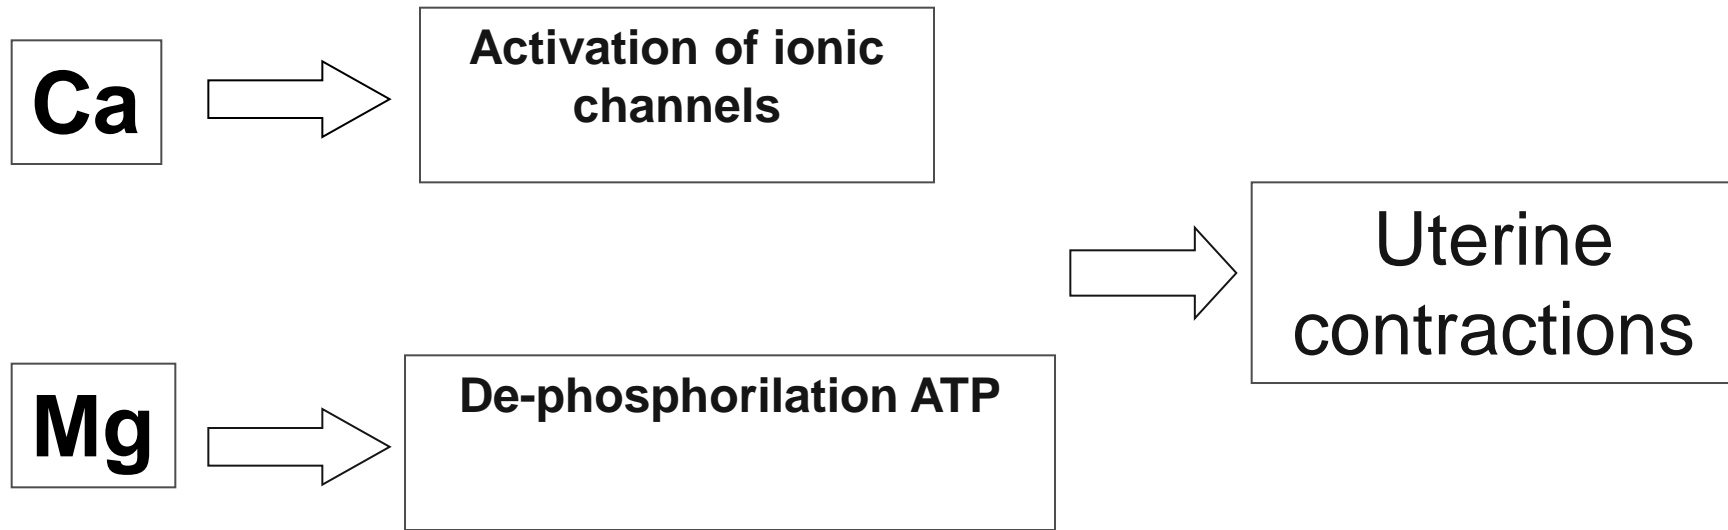 Ca
Activation of ionic
channels
Uterine
contractions
Mg
De-phosphorilation ATP